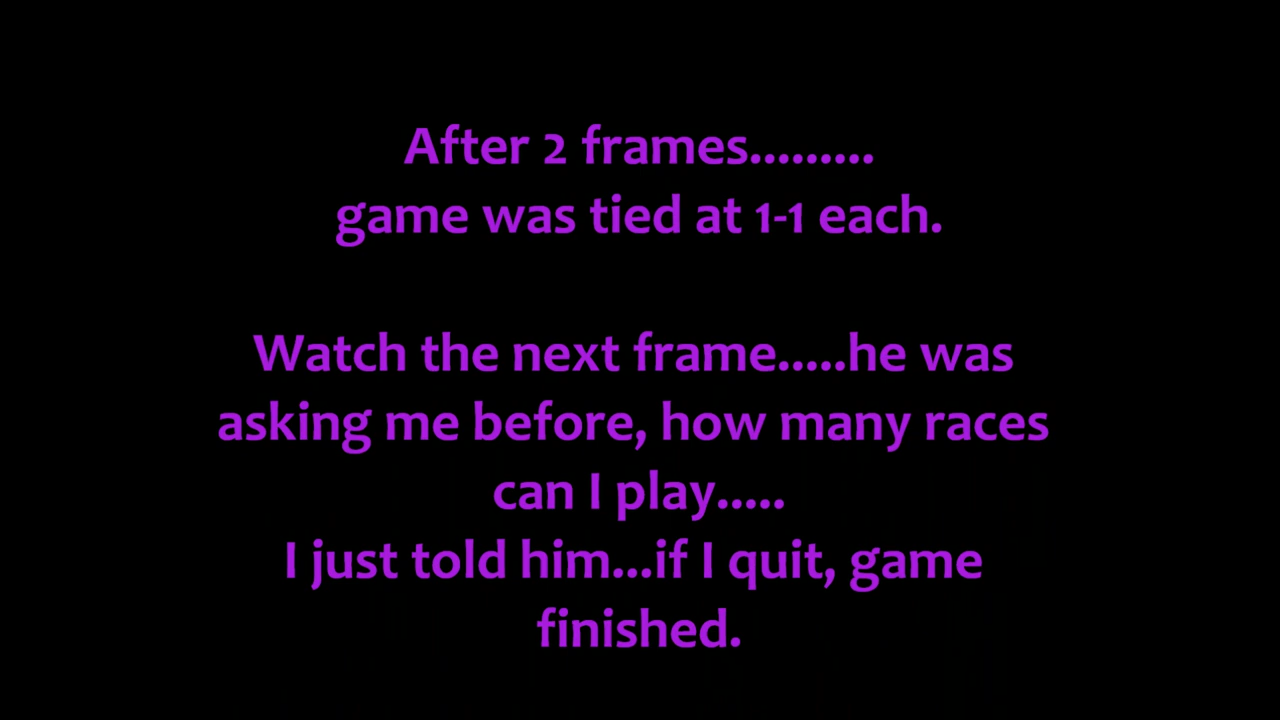 After 2 frames.........
game was tied at 1-1 each.
Watch the next frame.....he was
asking me before, how many races
can I play.....
I just told him...if I quit, game
finished.